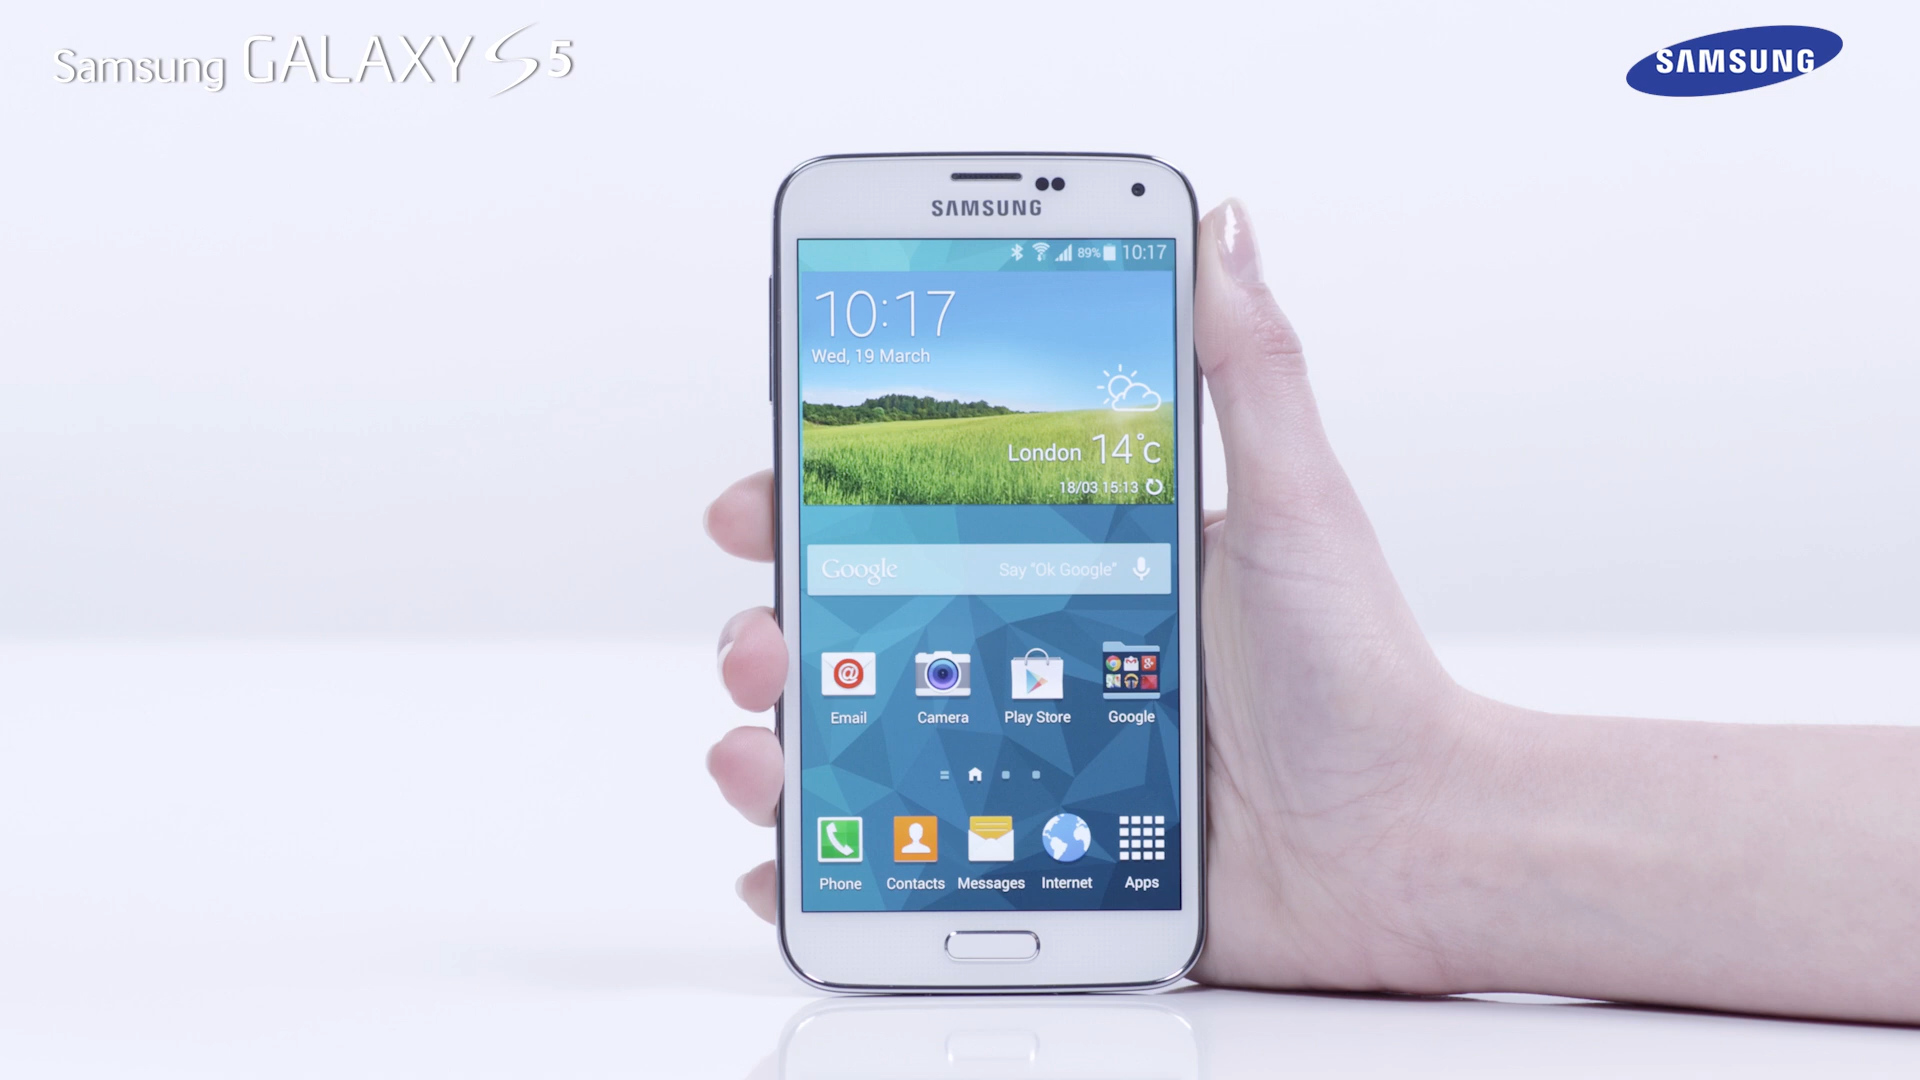 Samsung GALAXY S5
SAMSUNG
SAMSUNG
89% 10:17
10:17
Wed, 19 March
London 14°C
18/03 15:13
Google Say "Ok Google"
Email Camera Play Store Google
Phone Contacts Messages Internet Apps